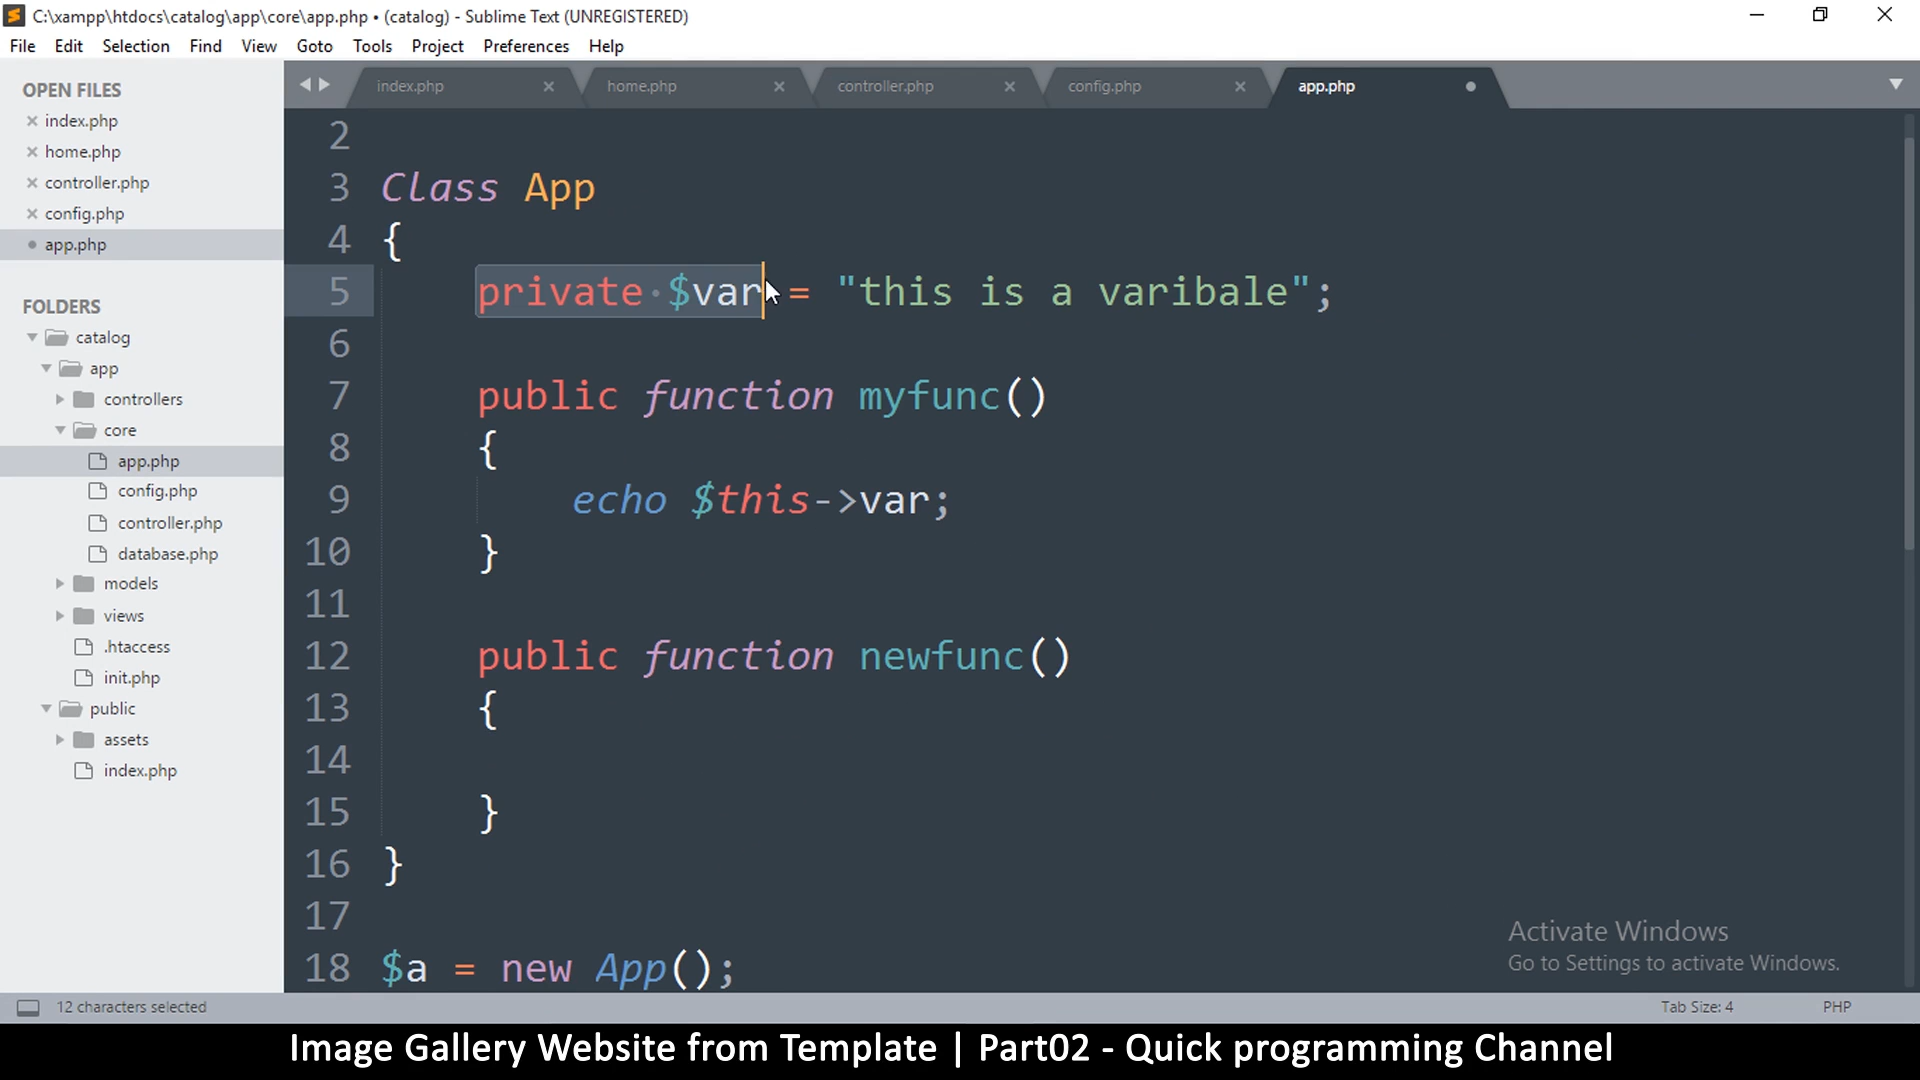 C:\xampp\htdocs\catalog\app\core\app.php • (catalog) - Sublime Text (UNREGISTERED)
File Edit Selection Find View Goto Tools Project Preferences Help
OPEN FILES
index.php
home.php
controller.php
config.php
app.php
FOLDERS
catalog
app
controllers
core
app.php
config.php
controller.php
database.php
models
views
.htaccess
init.php
public
assets
index.php
index.php home.php controller.php config.php app.php
2
3 Class App
4 {
5 private $var = "this is a varibale";
6
7 public function myfunc()
8 {
9 echo $this->var;
10 }
11
12 public function newfunc()
13 {
14
15 }
16 }
17
18 $a = new App();
Activate Windows
Go to Settings to activate Windows.
12 characters selected Tab Size: 4 PHP
Image Gallery Website from Template | Part02 - Quick programming Channel